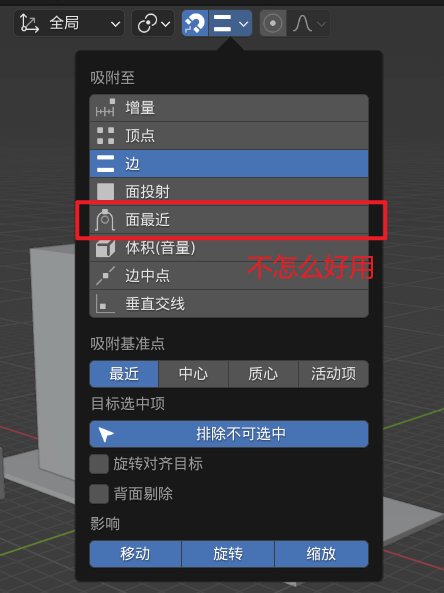 全局
吸附至
增量
顶点
边
面投射
面最近
体积(音量)
不怎么好用
边中点
垂直交线
吸附基准点
最近 中心 质心 活动项
目标选中项
排除不可选中
旋转对齐目标
背面剔除
影响
移动 旋转 缩放